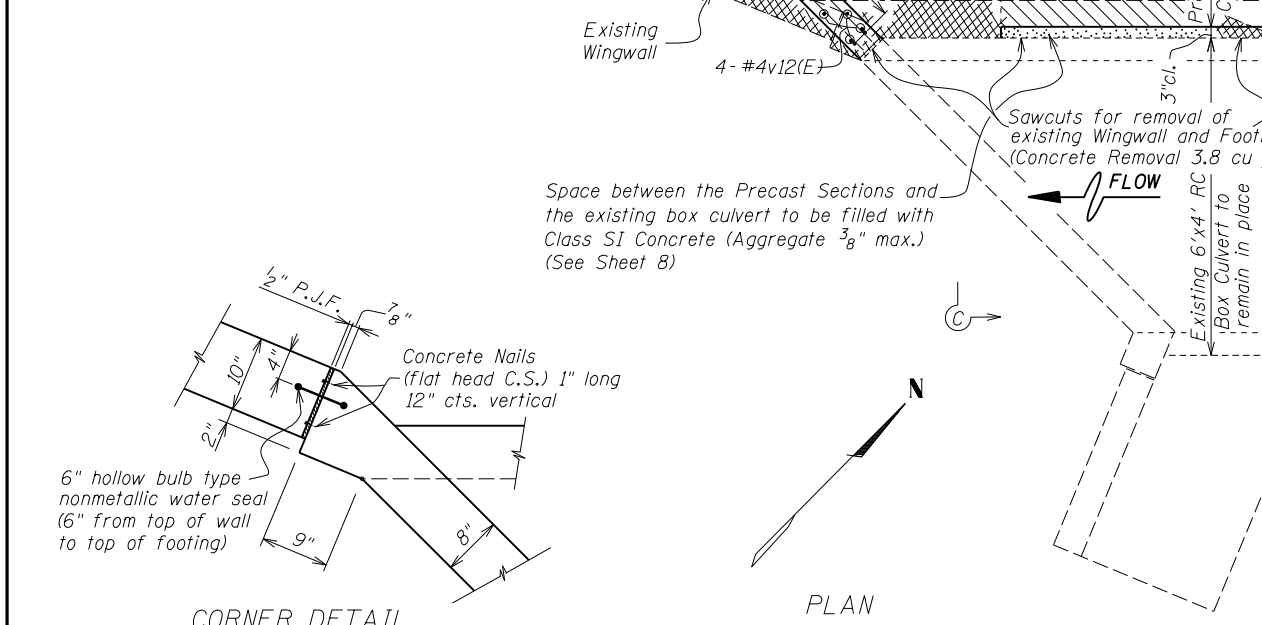 Existing
Wingwall
4- #4v12(E)
3"cl.
Sawcuts for removal of
existing Wingwall and
(Concrete Removal 3.8 cu
Space between the Precast Sections and
the existing box culvert to be filled with
Class SI Concrete (Aggregate 3/8" max.)
(See Sheet 8)
FLOW
Existing 6'x4' RC
Box Culvert to
remain in place
C
N
1/2" P.J.F.
7/8"
10"
4"
2"
Concrete Nails
(flat head C.S.) 1" long
12" cts. vertical
6" hollow bulb type
nonmetallic water seal
(6" from top of wall
to top of footing)
9"
8"
CORNER DETAIL
PLAN